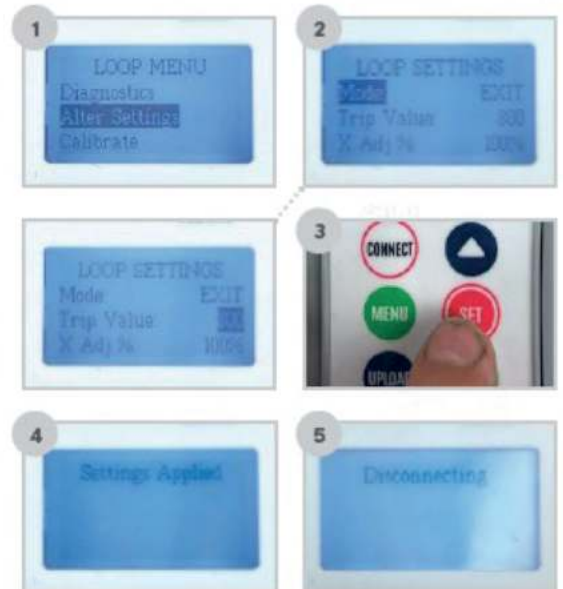 1
LOOP MENU
Diagnostics
Alter Settings
Calibrate
2
LOOP SETTINGS
Mode EXIT
Trip Value 800
X Adj % 100%
LOOP SETTINGS
Mode EXIT
Trip Value
X Adj % 100%
3
CONNECT
MENU
SET
UPLOA
4
Settings Applied
5
Disconnecting